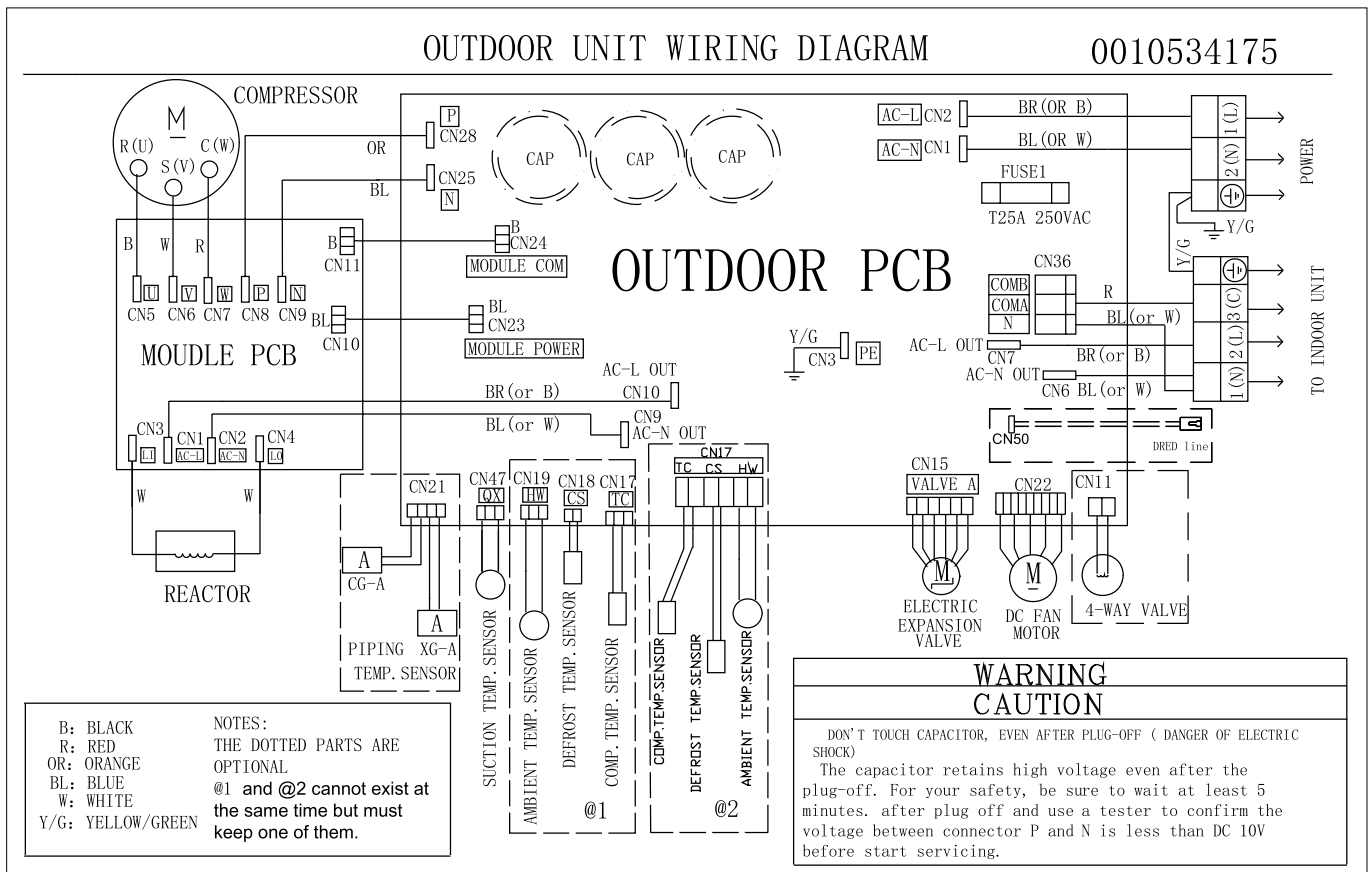 OUTDOOR UNIT WIRING DIAGRAM
0010534175
COMPRESSOR
M
R(U)
S(V)
C(W)
OR
BL
P
CN28
CN25
N
CAP
CAP
CAP
AC-L CN2
BR(OR B)
AC-N CN1
BL(OR W)
FUSE1
T25A 250VAC
1(L)
2(N)
POWER
Y/G
Y/G
B
W
R
U
V
W
P
N
CN5
CN6
CN7
CN8
CN9
MOUDLE PCB
B
CN11
B
CN24
MODULE COM
BL
CN10
BL
CN23
MODULE POWER
OUTDOOR PCB
CN36
COMB
COMA
N
R
BL(or W)
AC-L OUT
CN7
BR(or B)
AC-N OUT
CN6
BL(or W)
3(C)
2(L)
1(N)
TO INDOOR UNIT
Y/G
CN3
PE
AC-L OUT
CN10
BR(or B)
BL(or W)
CN9
AC-N OUT
CN3
LI
CN1
AC-L
CN2
AC-N
CN4
LO
W
W
REACTOR
CN50
DRED line
CN21
A
CG-A
A
PIPING XG-A
TEMP. SENSOR
CN47
QX
SUCTION TEMP. SENSOR
CN19
HW
AMBIENT TEMP. SENSOR
CN18
CS
DEFROST TEMP. SENSOR
CN17
TC
COMP. TEMP. SENSOR
@1
CN17
TC CS HW
COMP.TEMP.SENSOR
DEFROST TEMP.SENSOR
AMBIENT TEMP.SENSOR
@2
CN15
VALVE A
M
ELECTRIC
EXPANSION
VALVE
CN22
M
DC FAN
MOTOR
CN11
4-WAY VALVE
B: BLACK
R: RED
OR: ORANGE
BL: BLUE
W: WHITE
Y/G: YELLOW/GREEN
NOTES:
THE DOTTED PARTS ARE
OPTIONAL
@1 and @2 cannot exist at
the same time but must
keep one of them.
WARNING
CAUTION
DON'T TOUCH CAPACITOR, EVEN AFTER PLUG-OFF ( DANGER OF ELECTRIC
SHOCK)
The capacitor retains high voltage even after the
plug-off. For your safety, be sure to wait at least 5
minutes. after plug off and use a tester to confirm the
voltage between connector P and N is less than DC 10V
before start servicing.